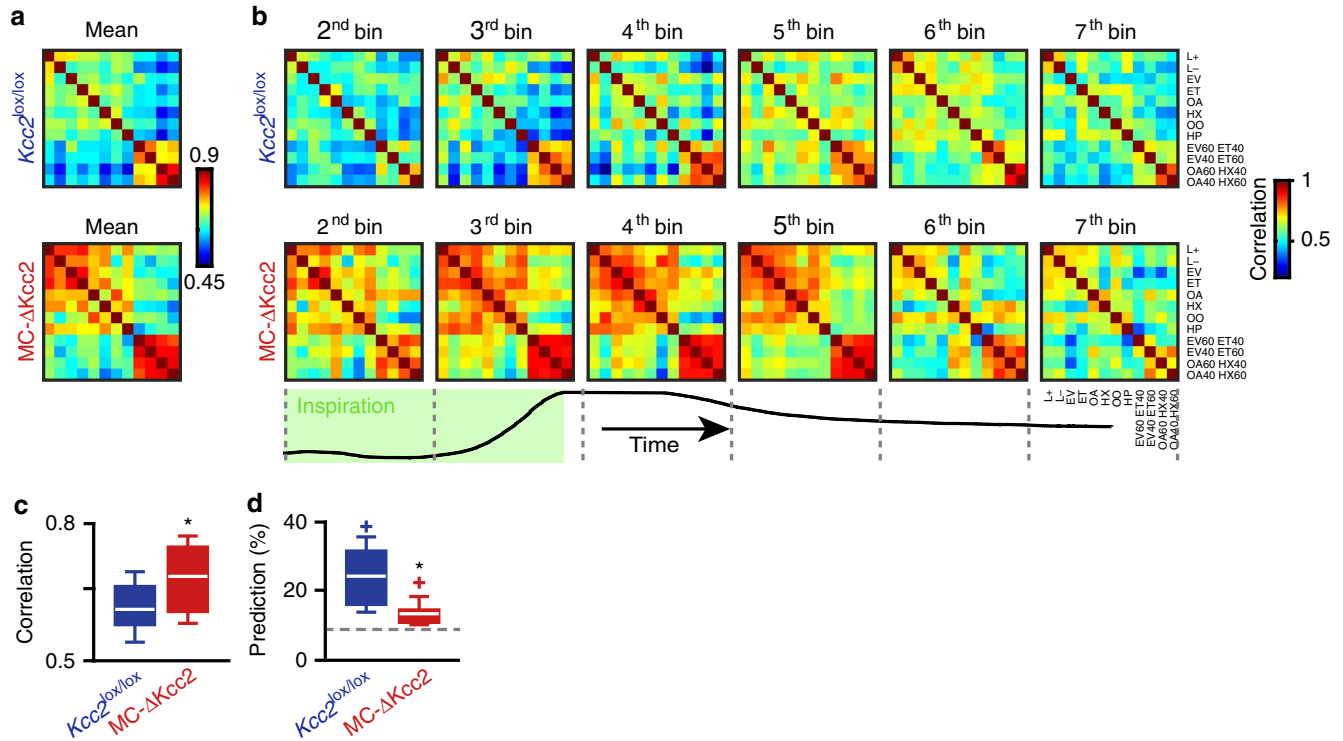 a
b
Mean
2nd bin 3rd bin 4th bin 5th bin 6th bin 7th bin
Kcc2lox/lox
0.9
0.45
Kcc2lox/lox
L+
L–
EV
ET
OA
HX
OO
HP
EV60 ET40
EV40 ET60
OA60 HX40
OA40 HX60
Correlation
1
0.5
Mean
2nd bin 3rd bin 4th bin 5th bin 6th bin 7th bin
MC-ΔKcc2
MC-ΔKcc2
L+
L–
EV
ET
OA
HX
OO
HP
EV60 ET40
EV40 ET60
OA60 HX40
OA40 HX60
Inspiration
Time
L+
L–
EV
ET
OA
HX
OO
HP
EV60 ET40
EV40 ET60
OA60 HX40
OA40 HX60
c
Correlation
0.8
0.5
*
Kcc2lox/lox
MC-ΔKcc2
d
Prediction (%)
40
20
0
*
Kcc2lox/lox
MC-ΔKcc2